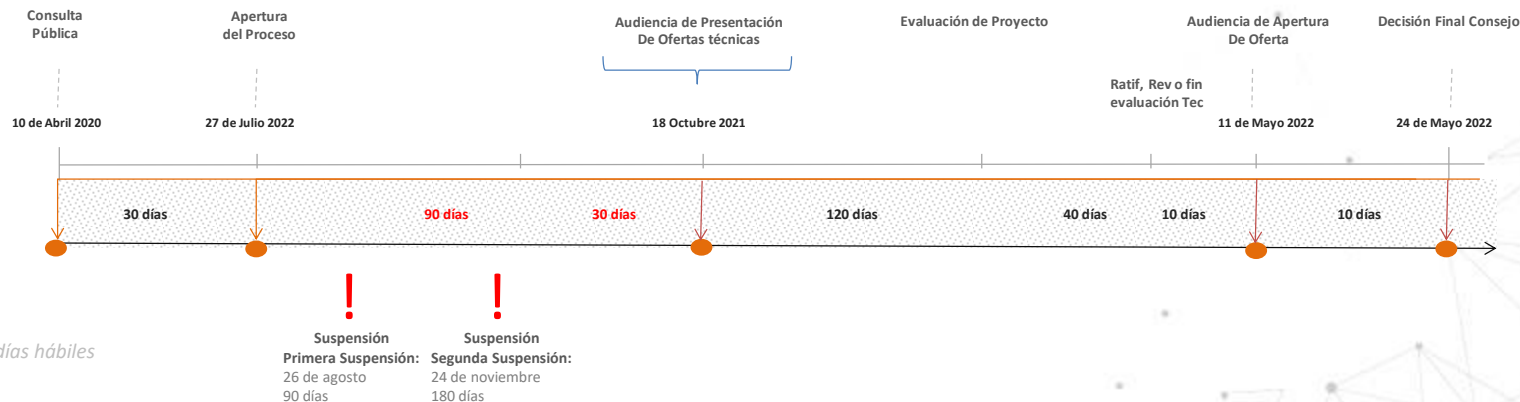 Consulta
Pública
Apertura
del Proceso
Audiencia de Presentación
De Ofertas técnicas
Evaluación de Proyecto
Audiencia de Apertura
De Oferta
Decisión Final Consejo
Ratif, Rev o fin
evaluación Tec
10 de Abril 2020
27 de Julio 2022
18 Octubre 2021
11 de Mayo 2022
24 de Mayo 2022
30 días
90 días
30 días
120 días
40 días
10 días
10 días
!
!
Suspensión
Primera Suspensión:
26 de agosto
90 días
Suspensión
Segunda Suspensión:
24 de noviembre
180 días
días hábiles